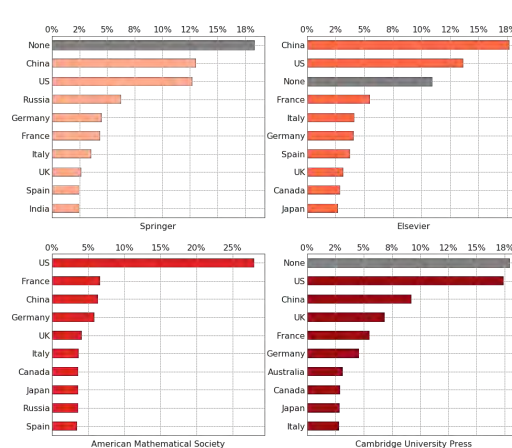 0% 2% 5% 8% 10% 12% 15% 18%
None
China
US
Russia
Germany
France
Italy
UK
Spain
India
Springer
0% 2% 5% 8% 10% 12% 15% 18%
China
US
None
France
Italy
Germany
Spain
UK
Canada
Japan
Elsevier
0% 5% 10% 15% 20% 25%
US
France
China
Germany
UK
Italy
Canada
Japan
Russia
Spain
American Mathematical Society
0% 2% 5% 8% 10% 12% 15% 18%
None
US
China
UK
France
Germany
Australia
Canada
Japan
Italy
Cambridge University Press